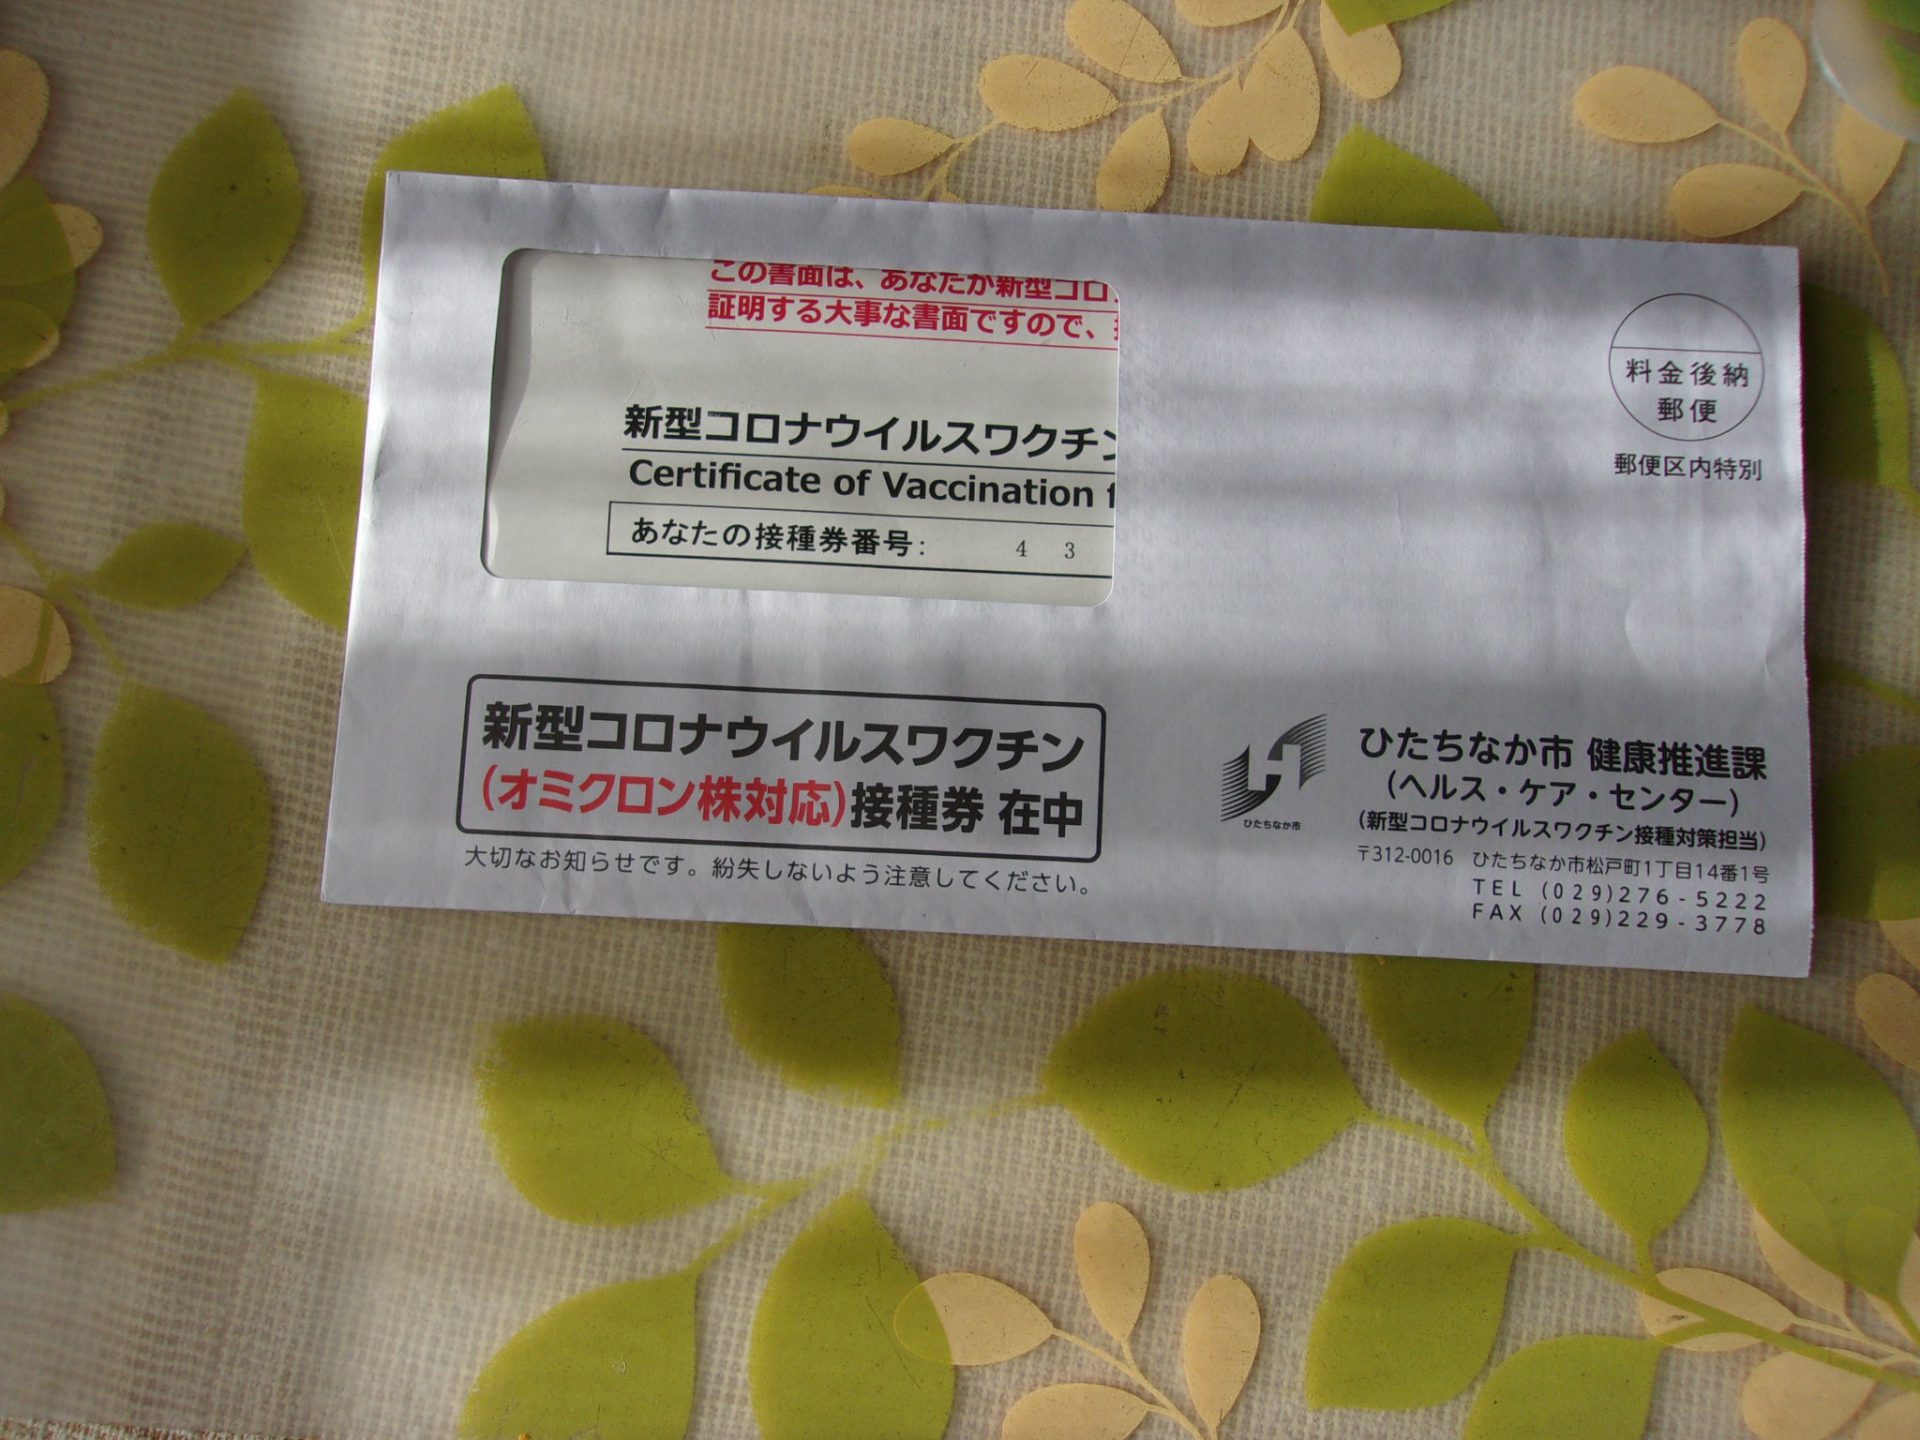 この書面は、あなたが新型コロ
証明する大事な書面ですので、
新型コロナウイルスワクチン
Certificate of Vaccination f
あなたの接種券番号: 4 3
料金後納
郵便
郵便区内特別
新型コロナウイルスワクチン
(オミクロン株対応)接種券 在中
大切なお知らせです。紛失しないよう注意してください。
ひたちなか市
ひたちなか市 健康推進課
(ヘルス・ケア・センター)
(新型コロナウイルスワクチン接種対策担当)
〒312-0016 ひたちなか市松戸町1丁目14番1号
TEL (029)276-5222
FAX (029)229-3778